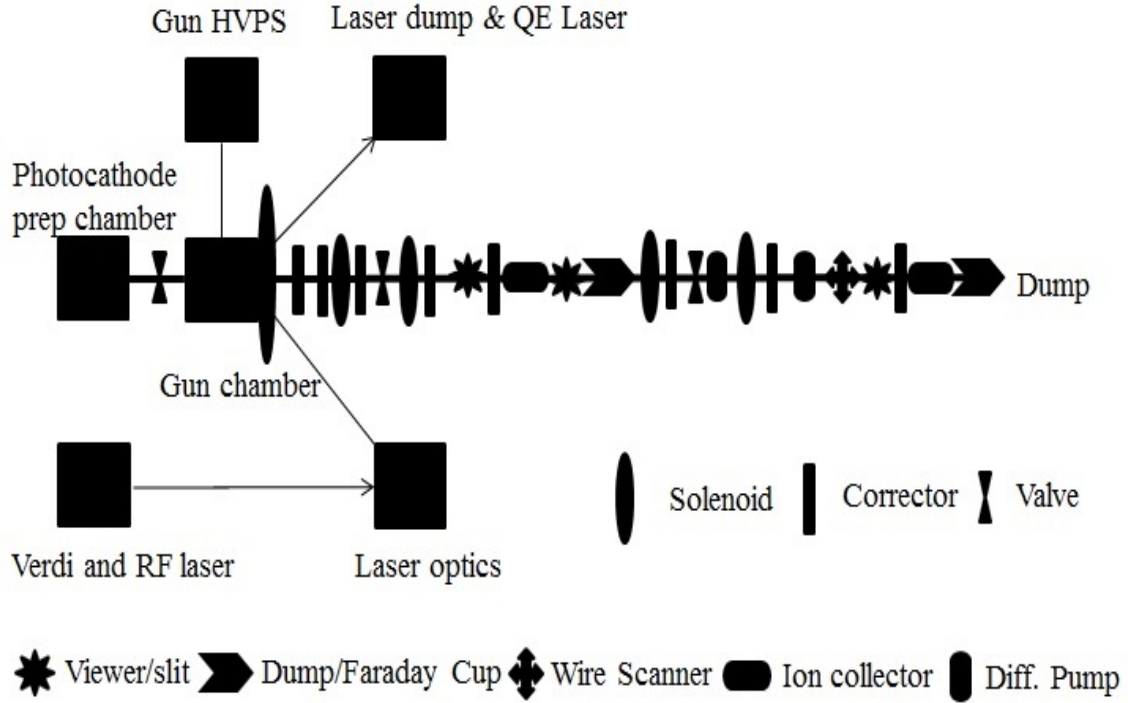 Gun HVPS
Laser dump & QE Laser
Photocathode
prep chamber
Dump
Gun chamber
Solenoid
Corrector
Valve
Verdi and RF laser
Laser optics
Viewer/slit
Dump/Faraday Cup
Wire Scanner
Ion collector
Diff. Pump